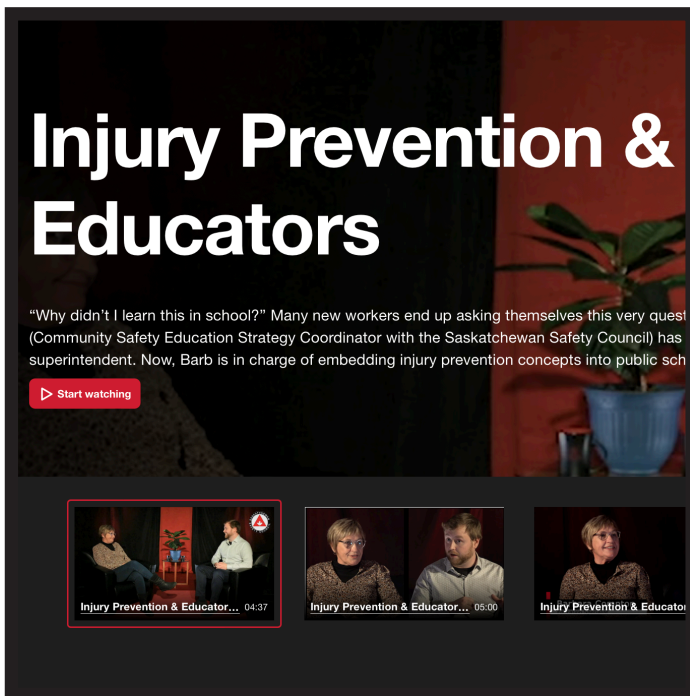 Injury Prevention &
Educators
“Why didn’t I learn this in school?” Many new workers end up asking themselves this very quest
(Community Safety Education Strategy Coordinator with the Saskatchewan Safety Council) has
superintendent. Now, Barb is in charge of embedding injury prevention concepts into public sch
Start watching
Injury Prevention & Educator... 04:37
Injury Prevention & Educator... 05:00
Injury Prevention & Educator